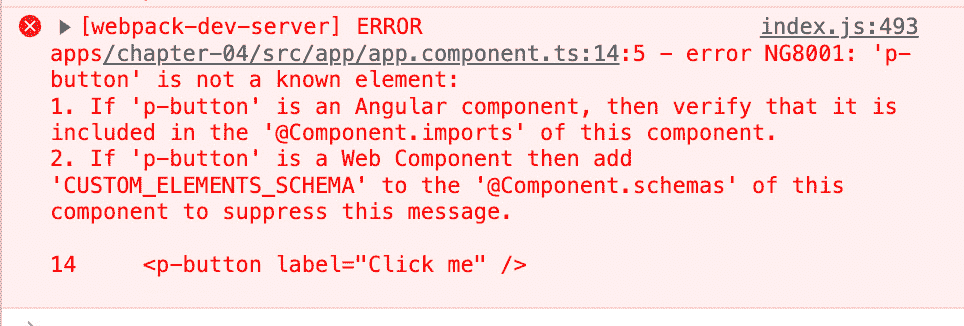 [webpack-dev-server] ERROR index.js:493
apps/chapter-04/src/app/app.component.ts:14:5 - error NG8001: 'p-
button' is not a known element:
1. If 'p-button' is an Angular component, then verify that it is
included in the '@Component.imports' of this component.
2. If 'p-button' is a Web Component then add
'CUSTOM_ELEMENTS_SCHEMA' to the '@Component.schemas' of this
component to suppress this message.
14     <p-button label="Click me" />